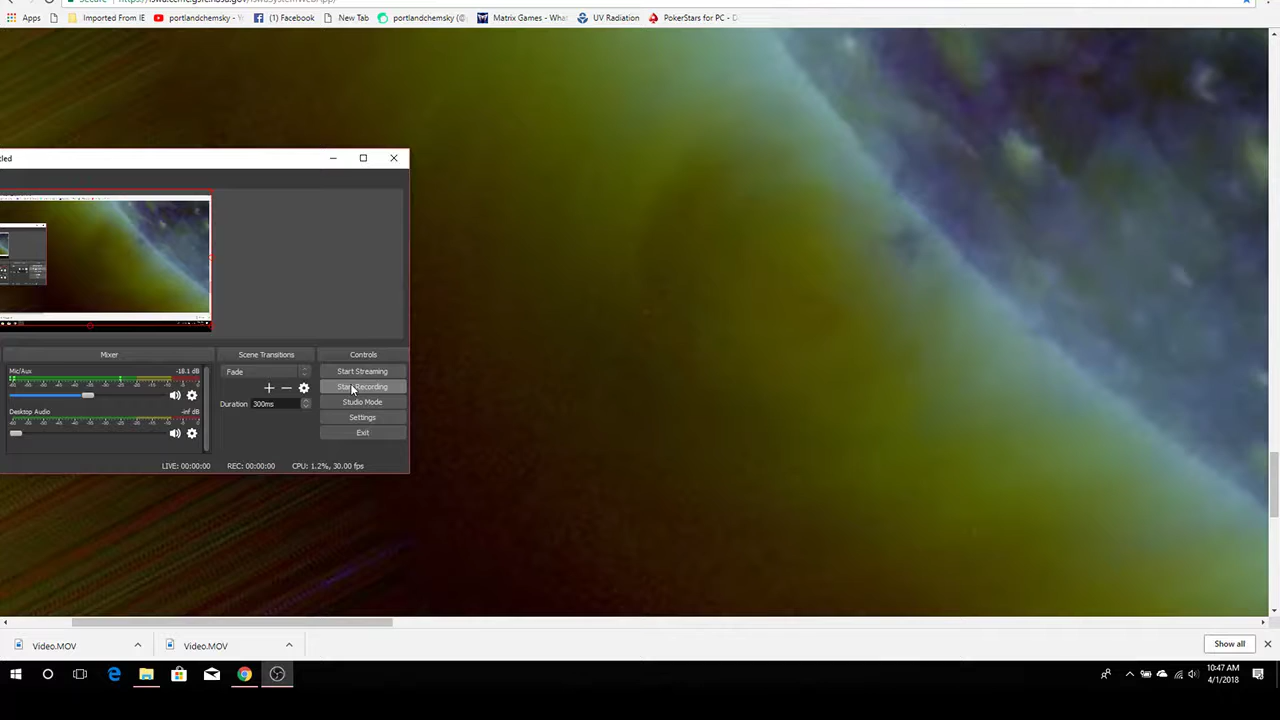 Apps
Imported From IE
portlandchemsky - Y
(1) Facebook
New Tab
portlandchemsky (@
Matrix Games - Wha
UV Radiation
PokerStars for PC - D
Mixer
Scene Transitions
Controls
Mic/Aux
-18.1 dB
Fade
Start Streaming
Start Recording
Duration 300ms
Studio Mode
Desktop Audio
-inf dB
Settings
Exit
LIVE: 00:00:00
REC: 00:00:00
CPU: 1.2%, 30.00 fps
Video.MOV
Video.MOV
Show all
10:47 AM
4/1/2018